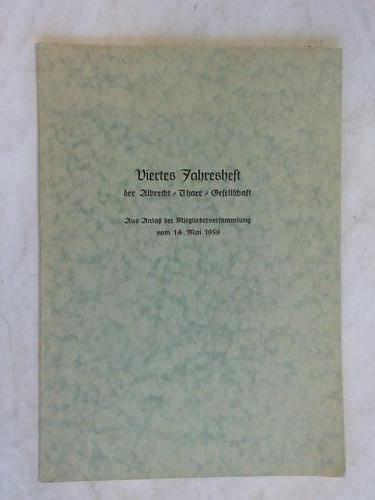 Viertes Jahresheft
der Albrecht-Thaer-Gesellschaft
Aus Anlaß der Mitgliederversammlung
vom 14. Mai 1959